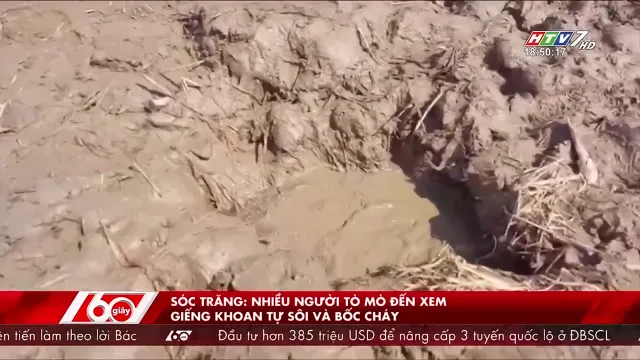 HTV7 HD
18:50:17
60 giây
SÓC TRĂNG: NHIỀU NGƯỜI TÒ MÒ ĐẾN XEM
GIẾNG KHOAN TỰ SÔI VÀ BỐC CHÁY
tiên tiến làm theo lời Bác Đầu tư hơn 385 triệu USD để nâng cấp 3 tuyến quốc lộ ở ĐBSCL